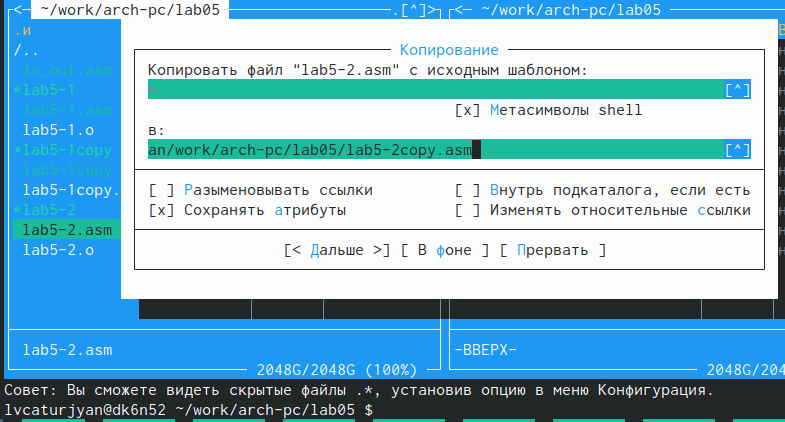 <— ~/work/arch-pc/lab05 .[^]> <— ~/work/arch-pc/lab05
.и
/..
in_out.asm
*lab5-1
lab5-1.asm
lab5-1.o
*lab5-1copy
lab5-1copy.
lab5-1copy.
*lab5-2
lab5-2.asm
lab5-2.o
Копирование
Копировать файл "lab5-2.asm" с исходным шаблоном:
[^]
[x] Метасимволы shell
в:
an/work/arch-pc/lab05/lab5-2copy.asm [^]
[ ] Разыменовывать ссылки [ ] Внутрь подкаталога, если есть
[x] Сохранять атрибуты [ ] Изменять относительные ссылки
[< Дальше >] [ В фоне ] [ Прервать ]
lab5-2.asm -ВВЕРХ-
2048G/2048G (100%) 2048G/204
Совет: Вы сможете видеть скрытые файлы .*, установив опцию в меню Конфигурация.
lvcaturjyan@dk6n52 ~/work/arch-pc/lab05 $